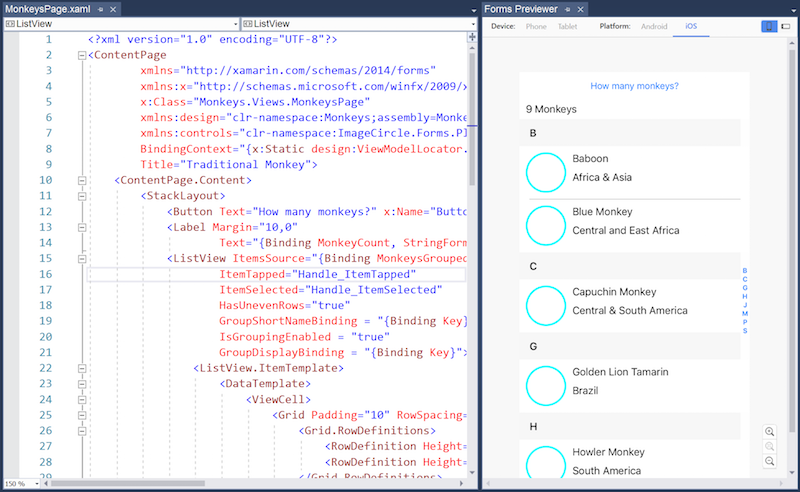 MonkeysPage.xaml
ListView
ListView
1 <?xml version="1.0" encoding="UTF-8"?>
2 <ContentPage
3 xmlns="http://xamarin.com/schemas/2014/forms"
4 xmlns:x="http://schemas.microsoft.com/winfx/2009/x
5 x:Class="Monkeys.Views.MonkeysPage"
6 xmlns:design="clr-namespace:Monkeys;assembly=Monke
7 xmlns:controls="clr-namespace:ImageCircle.Forms.Pl
8 BindingContext="{x:Static design:ViewModelLocator.
9 Title="Traditional Monkey">
10 <ContentPage.Content>
11 <StackLayout>
12 <Button Text="How many monkeys?" x:Name="Butto
13 <Label Margin="10,0"
14 Text="{Binding MonkeyCount, StringForm
15 <ListView ItemsSource="{Binding MonkeysGrouped
16 ItemTapped="Handle_ItemTapped"
17 ItemSelected="Handle_ItemSelected"
18 HasUnevenRows="true"
19 GroupShortNameBinding = "{Binding Key}
20 IsGroupingEnabled = "true"
21 GroupDisplayBinding = "{Binding Key}">
22 <ListView.ItemTemplate>
23 <DataTemplate>
24 <ViewCell>
25 <Grid Padding="10" RowSpacing=
26 <Grid.RowDefinitions>
27 <RowDefinition Height=
28 <RowDefinition Height=
29 </Grid.RowDefinitions>
150 %
Forms Previewer
Device: Phone Tablet Platform: Android iOS
How many monkeys?
9 Monkeys
B
Baboon
Africa & Asia
Blue Monkey
Central and East Africa
C
Capuchin Monkey
Central & South America
G
Golden Lion Tamarin
Brazil
H
Howler Monkey
South America
B
C
G
H
J
M
P
S